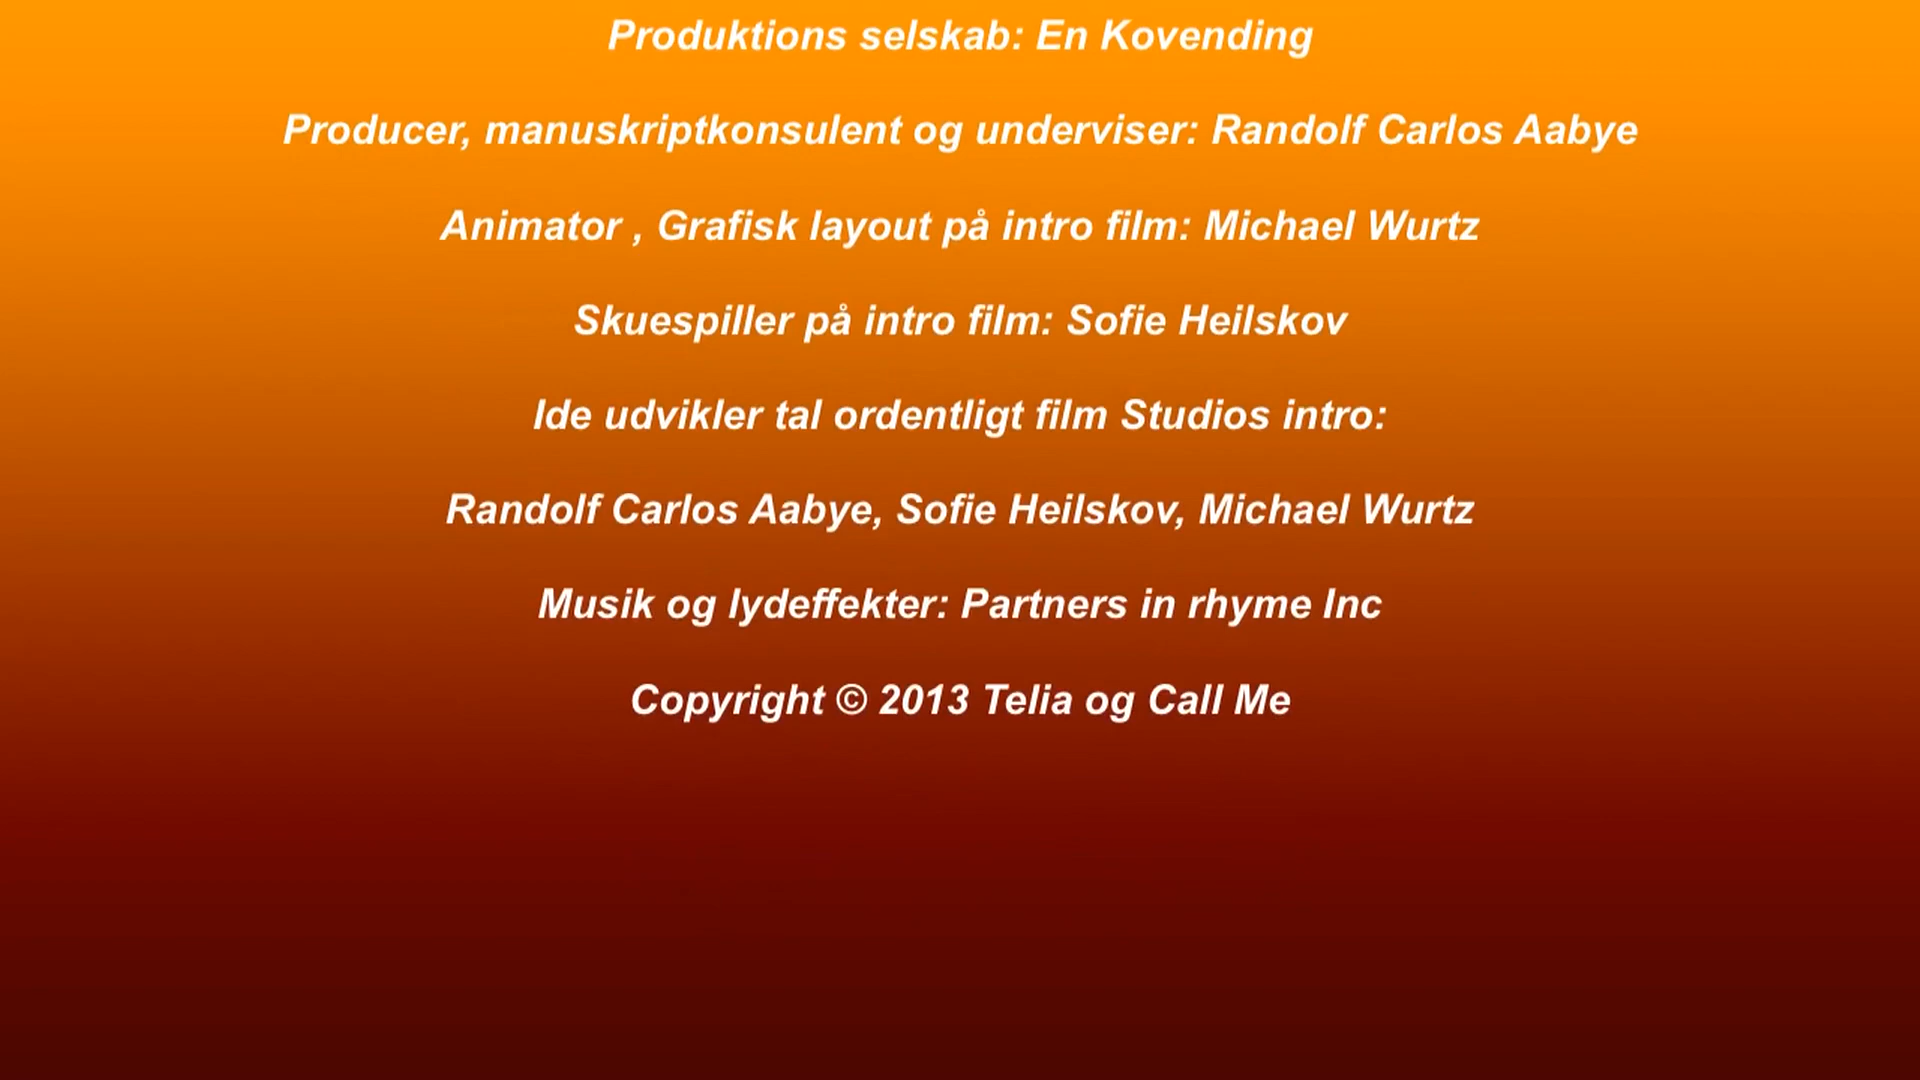 Produktions selskab: En Kovending
Producer, manuskriptkonsulent og underviser: Randolf Carlos Aabye
Animator , Grafisk layout på intro film: Michael Wurtz
Skuespiller på intro film: Sofie Heilskov
Ide udvikler tal ordentligt film Studios intro:
Randolf Carlos Aabye, Sofie Heilskov, Michael Wurtz
Musik og lydeffekter: Partners in rhyme Inc
Copyright © 2013 Telia og Call Me